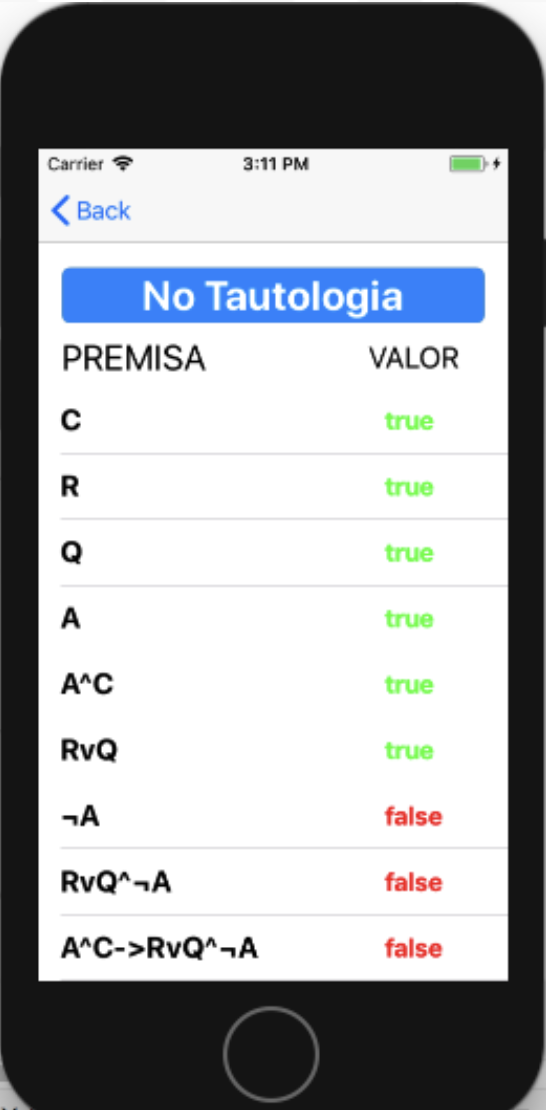 Carrier 3:11 PM
Back
No Tautologia
PREMISA VALOR
C true
R true
Q true
A true
A^C true
RvQ true
¬A false
RvQ^¬A false
A^C->RvQ^¬A false